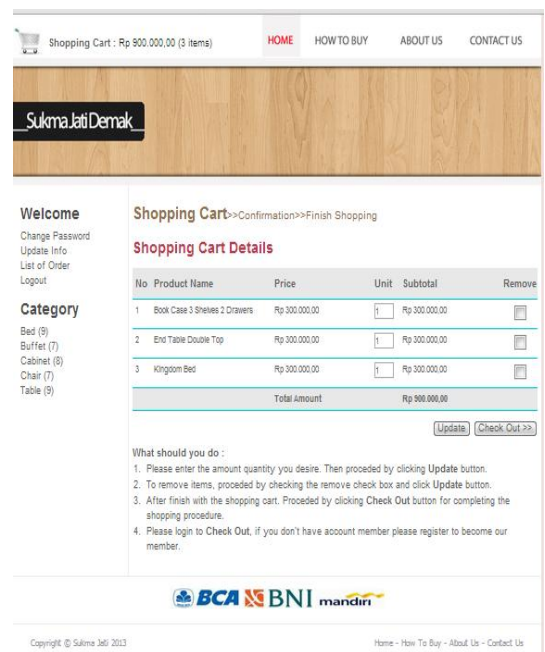 Shopping Cart : Rp 900.000,00 (3 items)
HOME HOW TO BUY ABOUT US CONTACT US
_Sukma Jati Demak_
Welcome
Change Password
Update Info
List of Order
Logout
Category
Bed (9)
Buffet (7)
Cabinet (8)
Chair (7)
Table (9)
Shopping Cart>>Confirmation>>Finish Shopping
Shopping Cart Details
No Product Name Price Unit Subtotal Remove
1 Book Case 3 Shelves 2 Drawers Rp 300.000,00 1 Rp 300.000,00
2 End Table Double Top Rp 300.000,00 1 Rp 300.000,00
3 Kingdom Bed Rp 300.000,00 1 Rp 300.000,00
Total Amount Rp 900.000,00
Update Check Out >>
What should you do :
1. Please enter the amount quantity you desire. Then proceded by clicking Update button.
2. To remove items, proceded by checking the remove check box and click Update button.
3. After finish with the shopping cart. Proceded by clicking Check Out button for completing the
shopping procedure.
4. Please login to Check Out, if you don't have account member please register to become our
member.
BCA BNI mandiri
Copyright © Sukma Jati 2013
Home - How To Buy - About Us - Contact Us